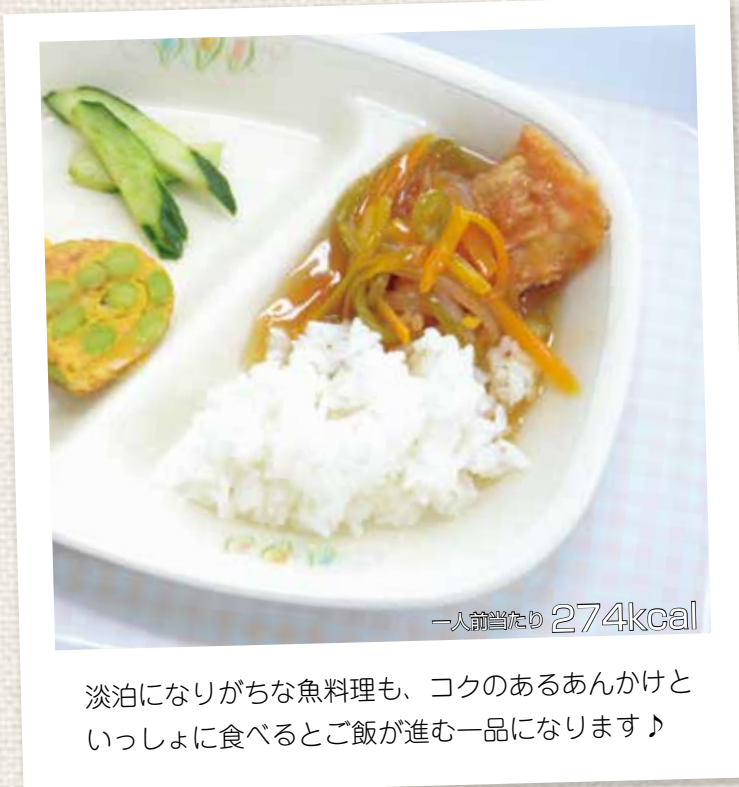 一人前当たり 274kcal
淡泊になりがちな魚料理も、コクのあるあんかけと
いっしょに食べるとご飯が進む一品になります♪